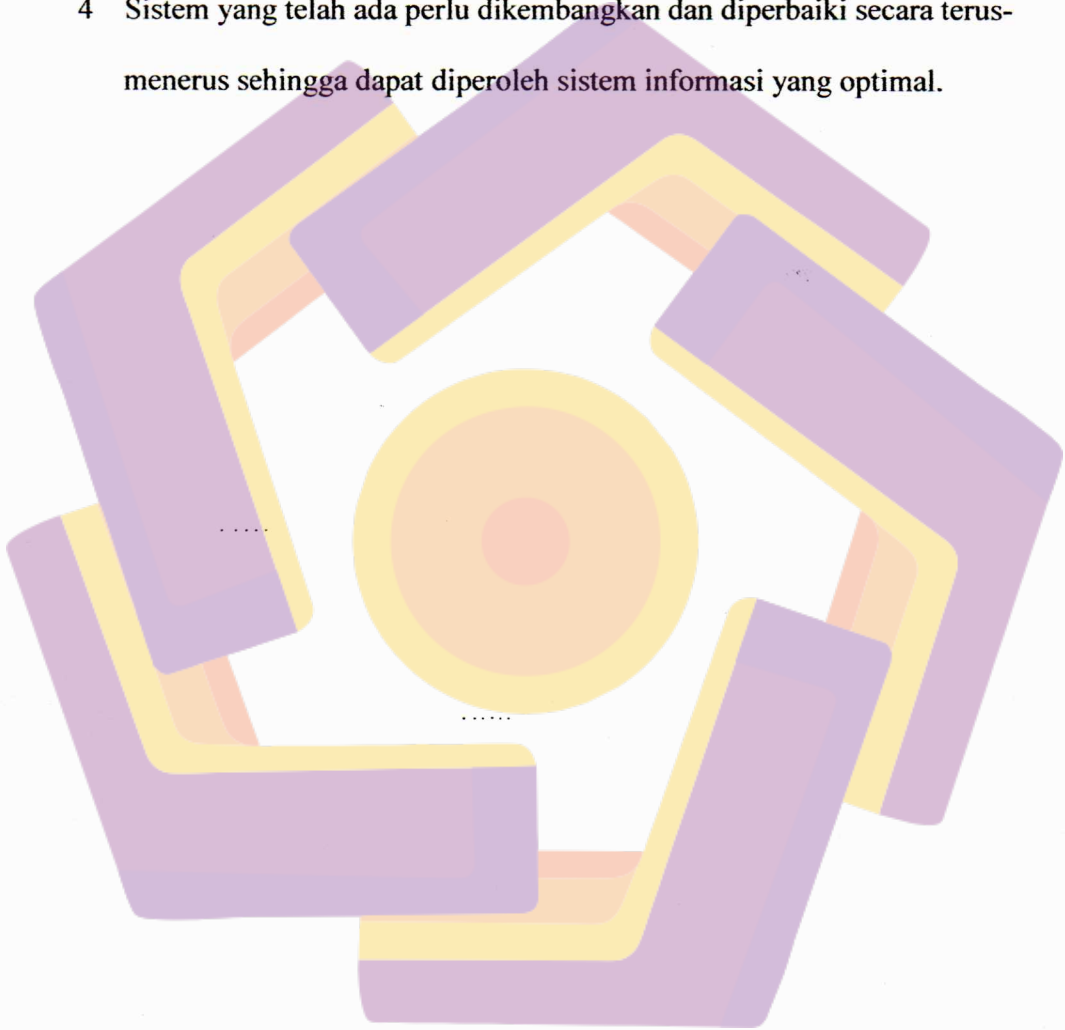 4 Sistem yang telah ada perlu dikembangkan dan diperbaiki secara terus-
menerus sehingga dapat diperoleh sistem informasi yang optimal.